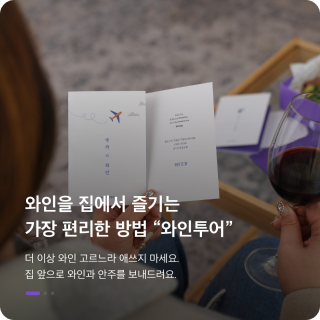 와인을 집에서 즐기는
가장 편리한 방법 “와인투어”
더 이상 와인 고르느라 애쓰지 마세요.
집 앞으로 와인과 안주를 보내드려요.